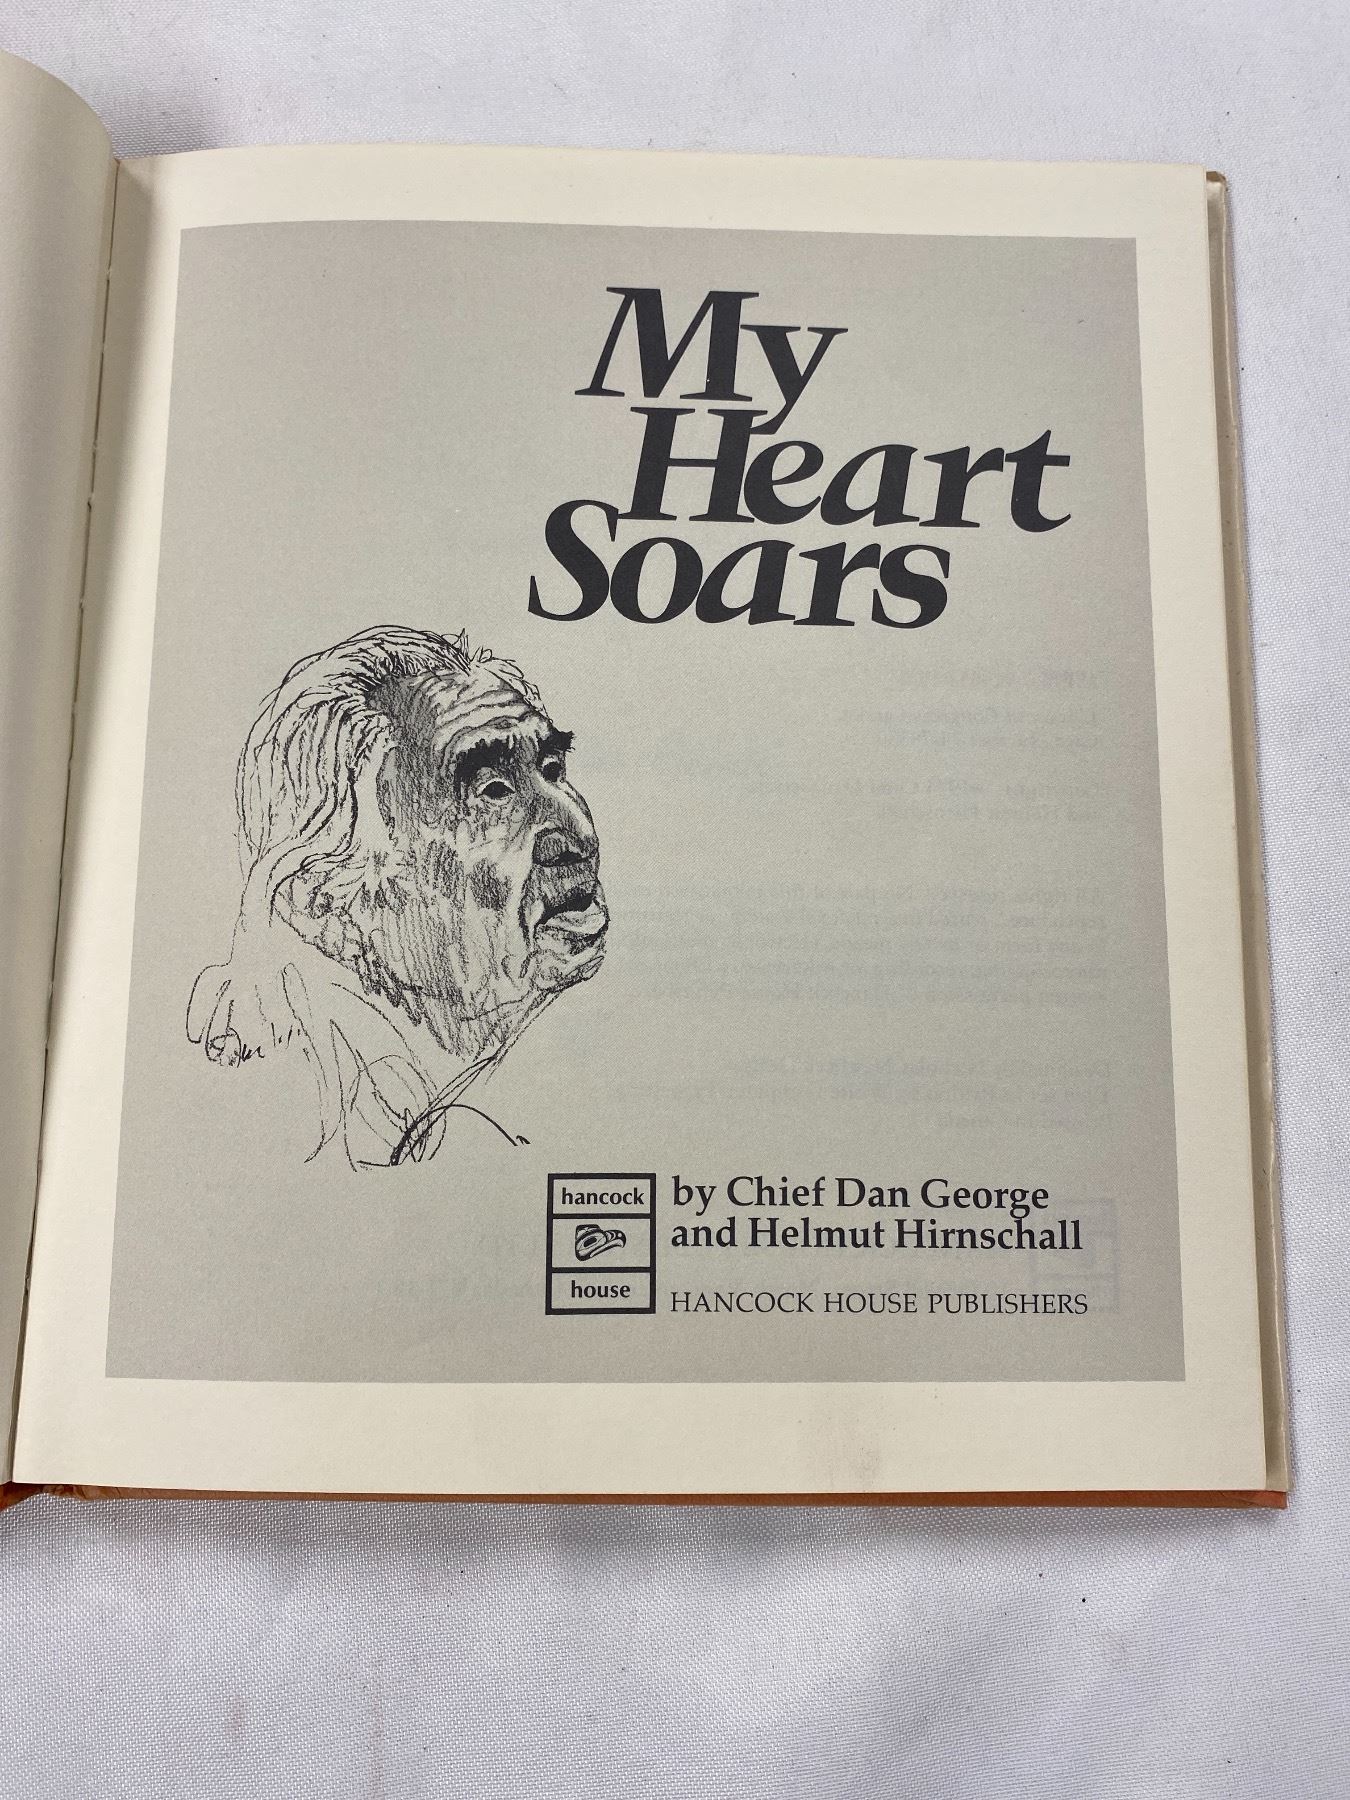 My
Heart
Soars
hancock
house
by Chief Dan George
and Helmut Hirnschall
HANCOCK HOUSE PUBLISHERS